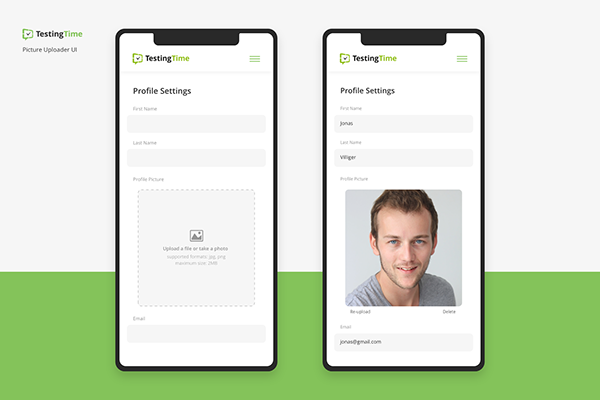 TestingTime
Picture Uploader UI
TestingTime
Profile Settings
First Name
Last Name
Profile Picture
Upload a file or take a photo
supported formats: jpg, png
maximum size: 2MB
Email
TestingTime
Profile Settings
First Name
Jonas
Last Name
Villiger
Profile Picture
Re-upload Delete
Email
jonas@gmail.com